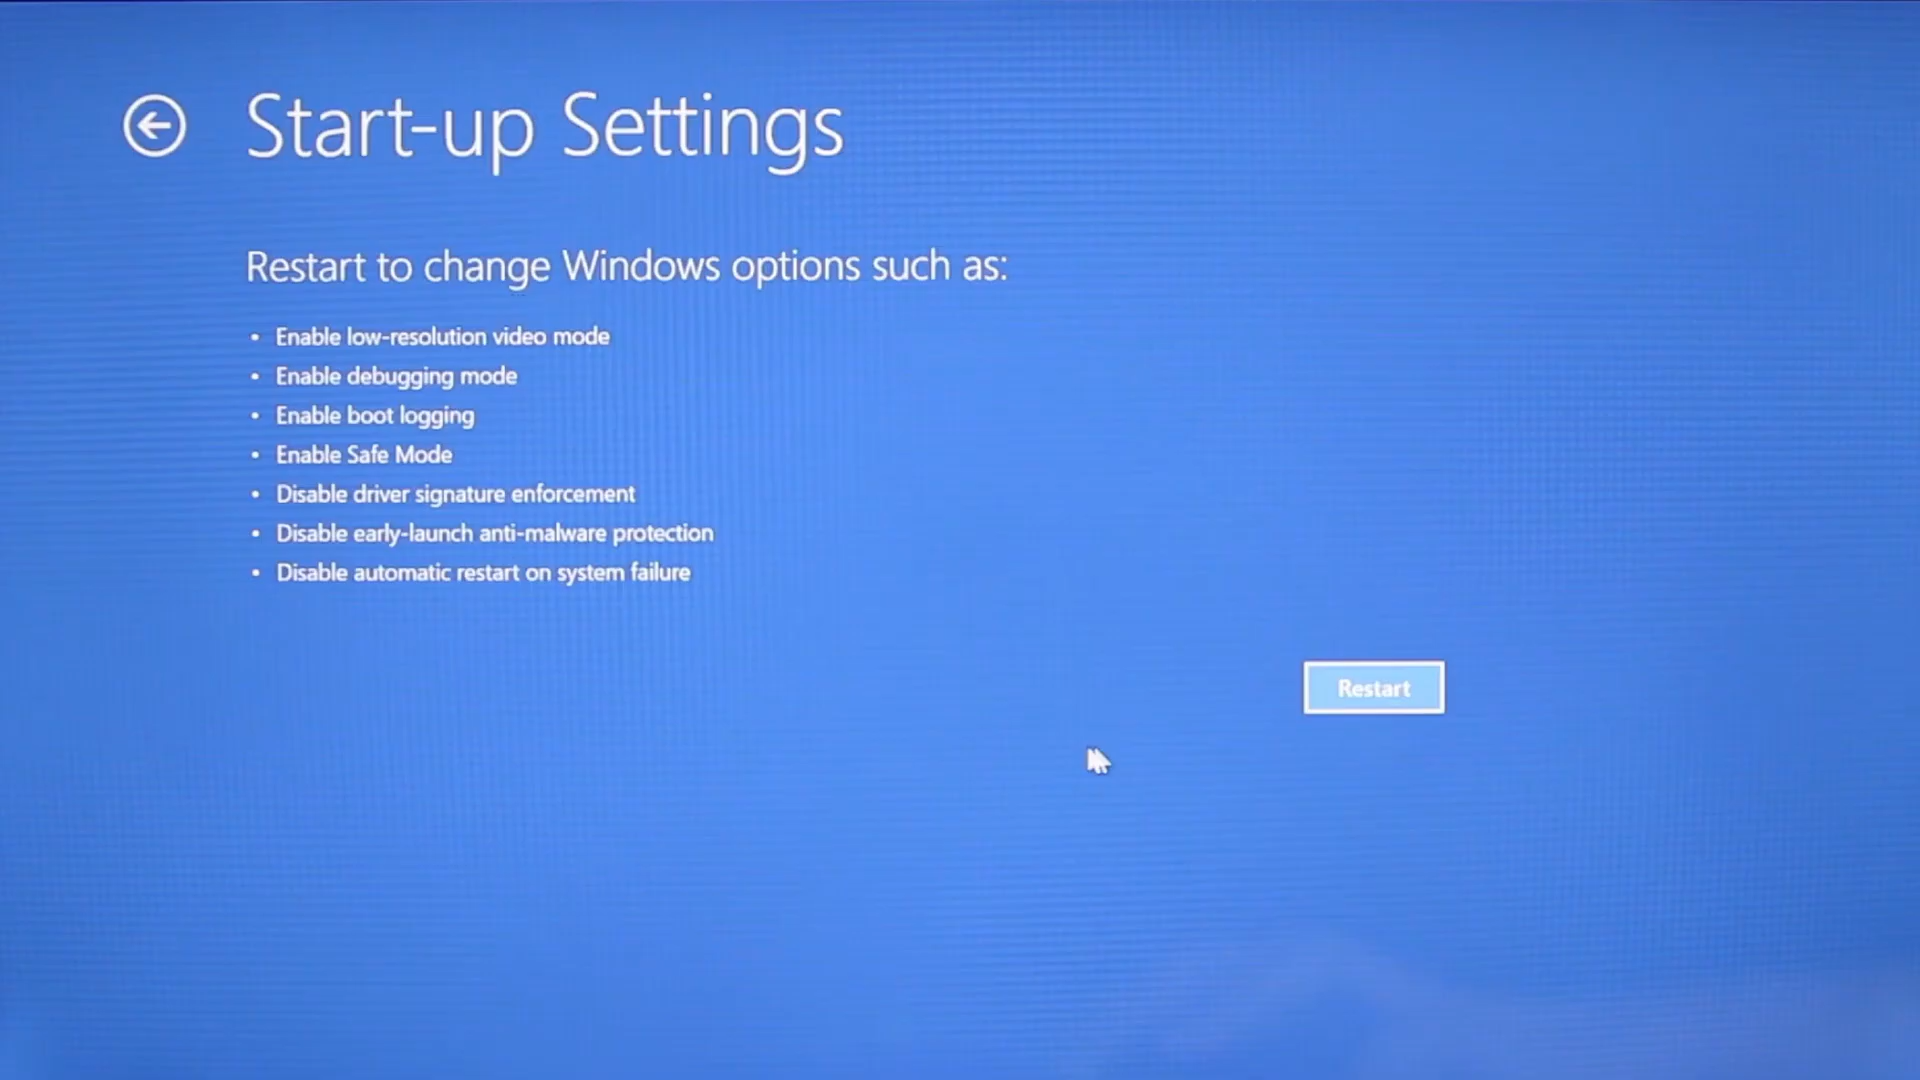 Start-up Settings
Restart to change Windows options such as:
• Enable low-resolution video mode
• Enable debugging mode
• Enable boot logging
• Enable Safe Mode
• Disable driver signature enforcement
• Disable early-launch anti-malware protection
• Disable automatic restart on system failure
Restart